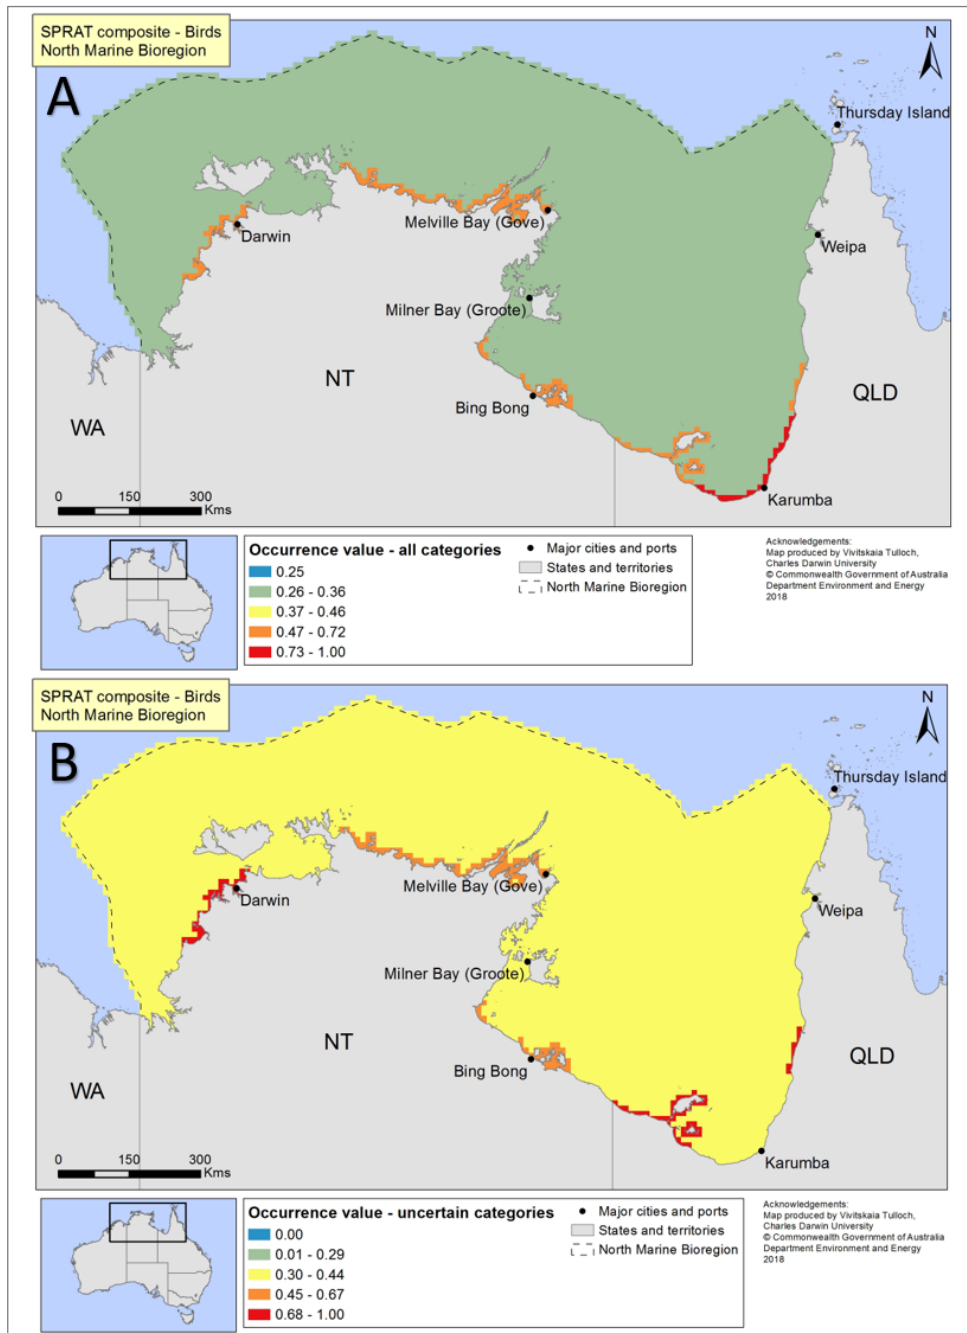 SPRAT composite - Birds
North Marine Bioregion
A
N
Thursday Island
Darwin
Melville Bay (Gove)
Weipa
Milner Bay (Groote)
NT
QLD
Bing Bong
WA
Karumba
0 150 300
Kms
Occurrence value - all categories
0.25
0.26 - 0.36
0.37 - 0.46
0.47 - 0.72
0.73 - 1.00
Major cities and ports
States and territories
North Marine Bioregion
Acknowledgements:
Map produced by Vivitskaia Tulloch,
Charles Darwin University
© Commonwealth Government of Australia
Department Environment and Energy
2018
SPRAT composite - Birds
North Marine Bioregion
B
N
Thursday Island
Darwin
Melville Bay (Gove)
Weipa
Milner Bay (Groote)
NT
QLD
Bing Bong
WA
Karumba
0 150 300
Kms
Occurrence value - uncertain categories
0.00
0.01 - 0.29
0.30 - 0.44
0.45 - 0.67
0.68 - 1.00
Major cities and ports
States and territories
North Marine Bioregion
Acknowledgements:
Map produced by Vivitskaia Tulloch,
Charles Darwin University
© Commonwealth Government of Australia
Department Environment and Energy
2018